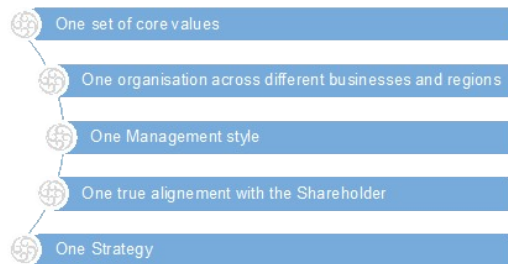 One set of core values
One organisation across different businesses and regions
One Management style
One true alignement with the Shareholder
One Strategy